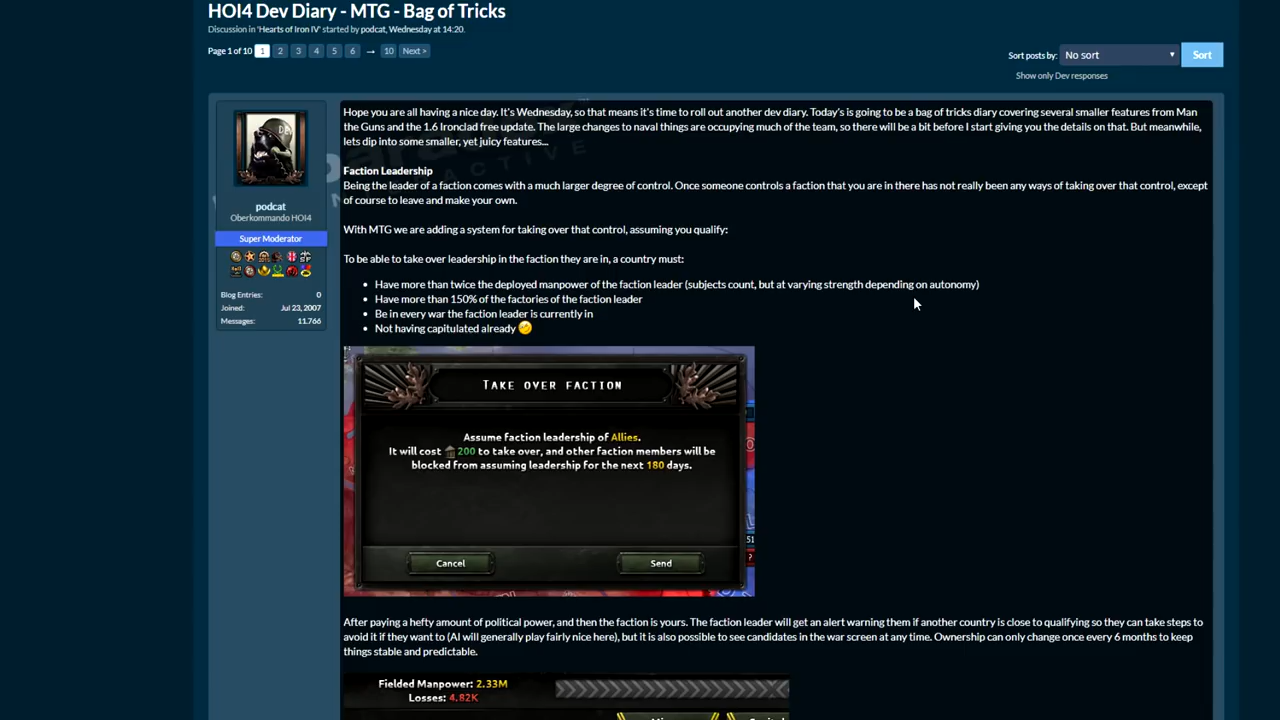 HOI4 Dev Diary - MTG - Bag of Tricks
Discussion in 'Hearts of Iron IV' started by podcat, Wednesday at 14:20.
Page 1 of 10 1 2 3 4 5 6 → 10 Next >
Sort posts by: No sort Sort
Show only Dev responses
podcat
Oberkommando HOI4
Super Moderator
Blog Entries: 0
Joined: Jul 23, 2007
Messages: 11.766
Hope you are all having a nice day. It's Wednesday, so that means it's time to roll out another dev diary. Today's is going to be a bag of tricks diary covering several smaller features from Man
the Guns and the 1.6 Ironclad free update. The large changes to naval things are occupying much of the team, so there will be a bit before I start giving you the details on that. But meanwhile,
lets dip into some smaller, yet juicy features...
Faction Leadership
Being the leader of a faction comes with a much larger degree of control. Once someone controls a faction that you are in there has not really been any ways of taking over that control, except
of course to leave and make your own.
With MTG we are adding a system for taking over that control, assuming you qualify:
To be able to take over leadership in the faction they are in, a country must:
• Have more than twice the deployed manpower of the faction leader (subjects count, but at varying strength depending on autonomy)
• Have more than 150% of the factories of the faction leader
• Be in every war the faction leader is currently in
• Not having capitulated already
TAKE OVER FACTION
Assume faction leadership of Allies.
It will cost 200 to take over, and other faction members will be
blocked from assuming leadership for the next 180 days.
Cancel Send
After paying a hefty amount of political power, and then the faction is yours. The faction leader will get an alert warning them if another country is close to qualifying so they can take steps to
avoid it if they want to (AI will generally play fairly nice here), but it is also possible to see candidates in the war screen at any time. Ownership can only change once every 6 months to keep
things stable and predictable.
Fielded Manpower: 2.33M
Losses: 4.82K